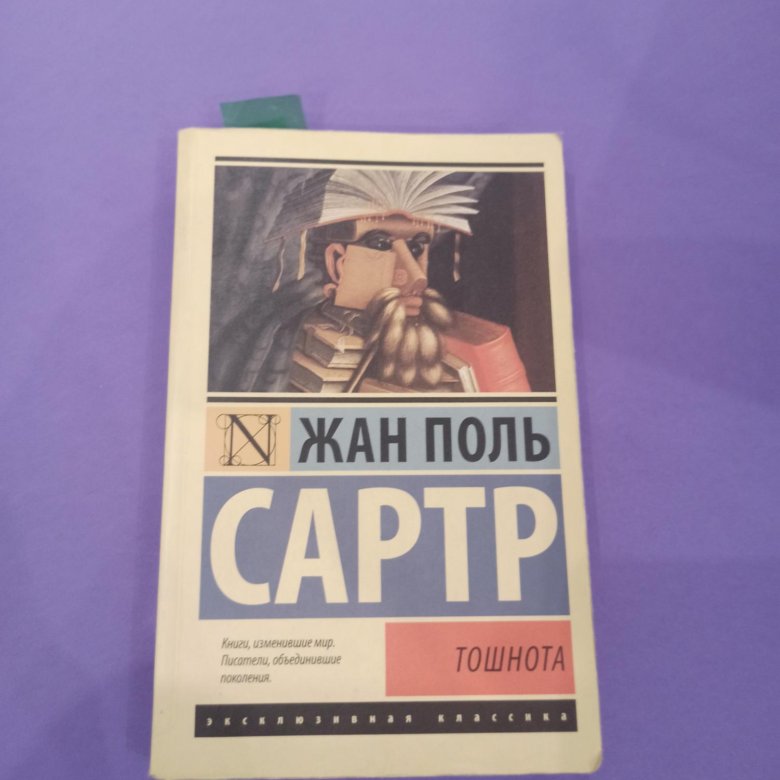 N ЖАН ПОЛЬ
САРТР
Книги, изменившие мир.
Писатели, объединившие
поколения.
ТОШНОТА
эксклюзивная классика